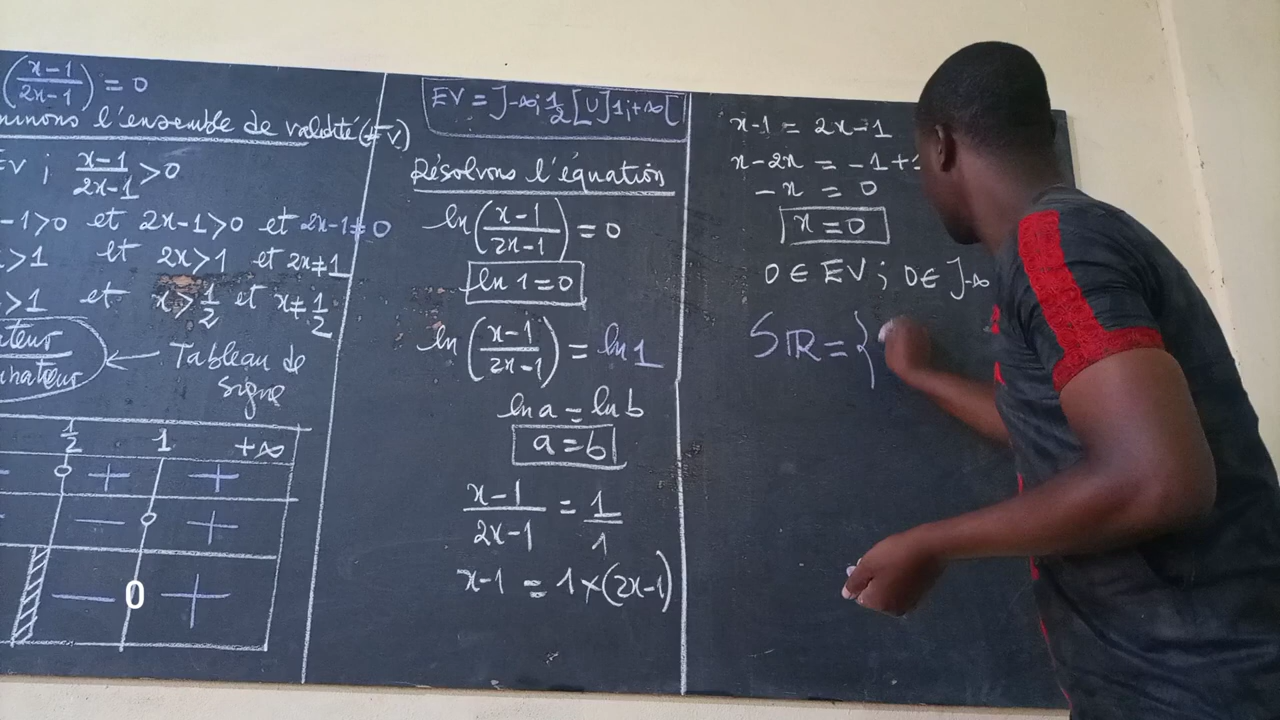 (x-1/2x-1) = 0
l'ensemble de validité (EV)
EV ; x-1/2x-1 > 0
-1>0 et 2x-1>0 et 2x-1≠0
>1 et 2x>1 et 2x≠1
>1 et x>1/2 et x≠1/2
← Tableau de
signe
1/2 1 +∞
+ +
- +
- 0 +
EV = ]-∞; 1/2[ U ]1; +∞[
Résolvons l'équation
ln(x-1/2x-1) = 0
ln 1 = 0
ln(x-1/2x-1) = ln 1
ln a = ln b
a = b
x-1/2x-1 = 1/1
x-1 = 1×(2x-1)
x-1 = 2x-1
x-2x = -1+1
-x = 0
x = 0
0 ∈ EV ; 0 ∈ ]-∞
SIR = {